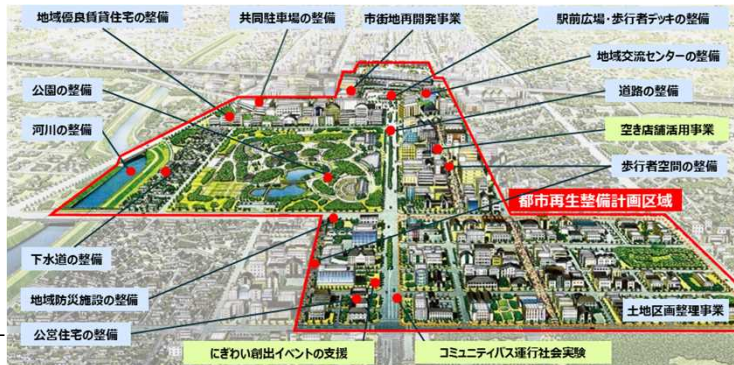 地域優良賃貸住宅の整備
共同駐車場の整備
市街地再開発事業
駅前広場・歩行者デッキの整備
地域交流センターの整備
公園の整備
道路の整備
河川の整備
空き店舗活用事業
歩行者空間の整備
都市再生整備計画区域
下水道の整備
地域防災施設の整備
土地区画整理事業
公営住宅の整備
にぎわい創出イベントの支援
コミュニティバス運行社会実験